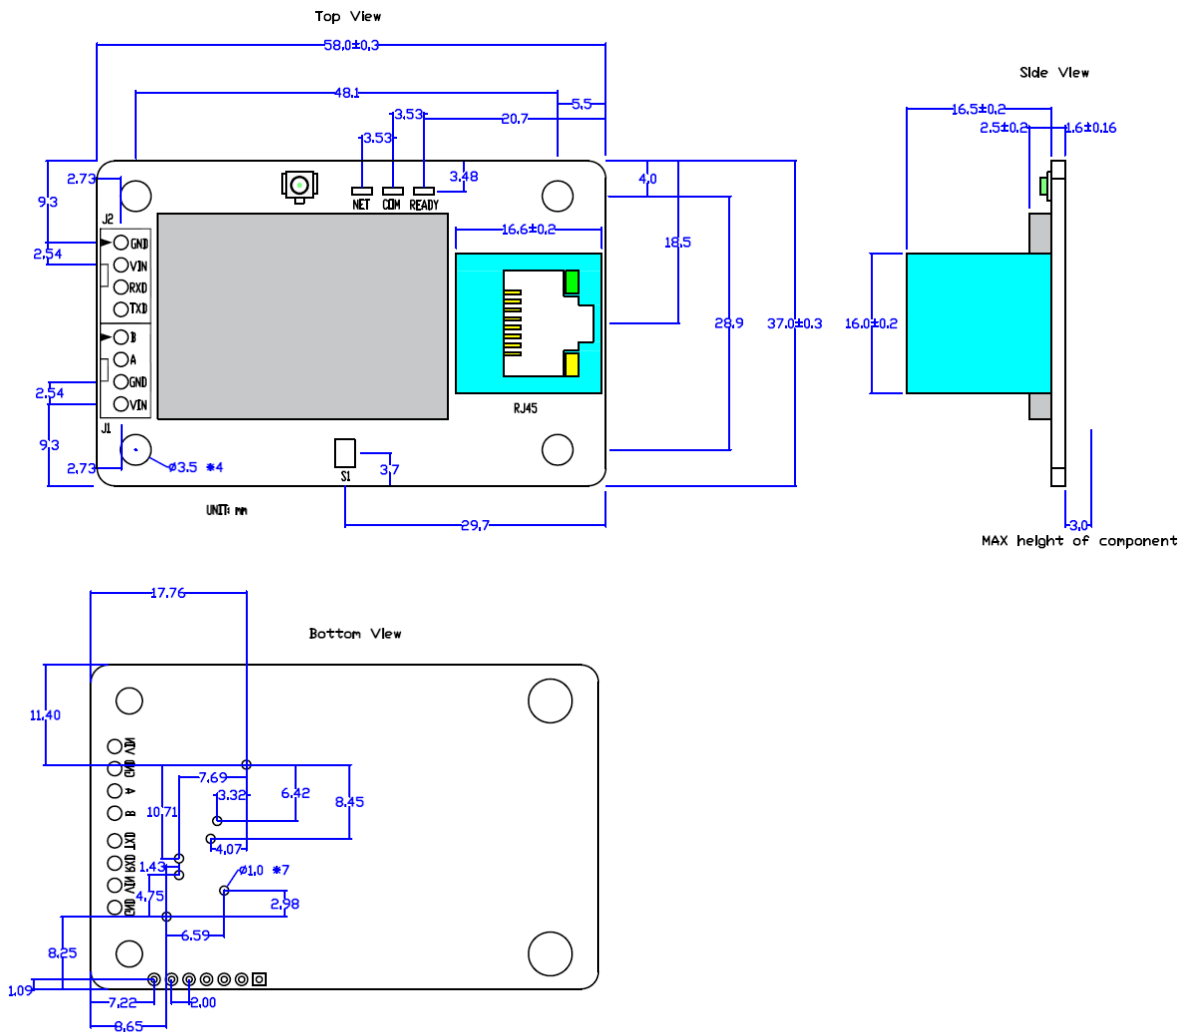 Top View
58.0±0.3
Side View
48.1
5.5
16.5±0.2
3.53
20.7
2.5±0.2
1.6±0.16
3.53
2.73
3.48
4.0
9.3
NET COM READY
J2
16.6±0.2
GND
18.5
2.54
VIN
RXD
TXD
28.9
37.0±0.3
16.0±0.2
B
A
GND
2.54
VIN
RJ45
J1
9.3
2.73
ø3.5 *4
3.7
S1
UNIT: mm
29.7
3.0
MAX height of component
17.76
Bottom View
11.40
VIN
GND
7.69
6.42
A
3.32
8.45
10.71
B
TXD
4.07
RXD
1.43
ø1.0 *7
VIN
4.75
GND
2.98
6.59
8.25
1.09
7.22
2.00
8.65